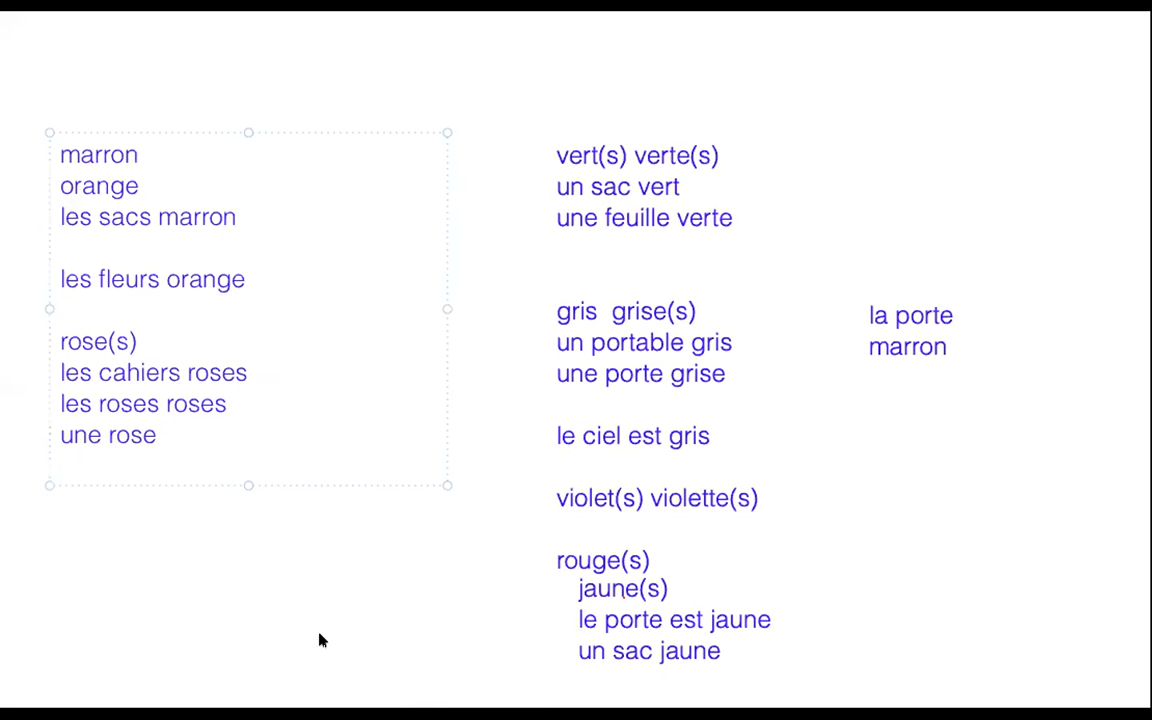 marron
orange
les sacs marron
les fleurs orange
rose(s)
les cahiers roses
les roses roses
une rose
vert(s) verte(s)
un sac vert
une feuille verte
gris  grise(s)
un portable gris
une porte grise
le ciel est gris
violet(s) violette(s)
rouge(s)
jaune(s)
le porte est jaune
un sac jaune
la porte
marron